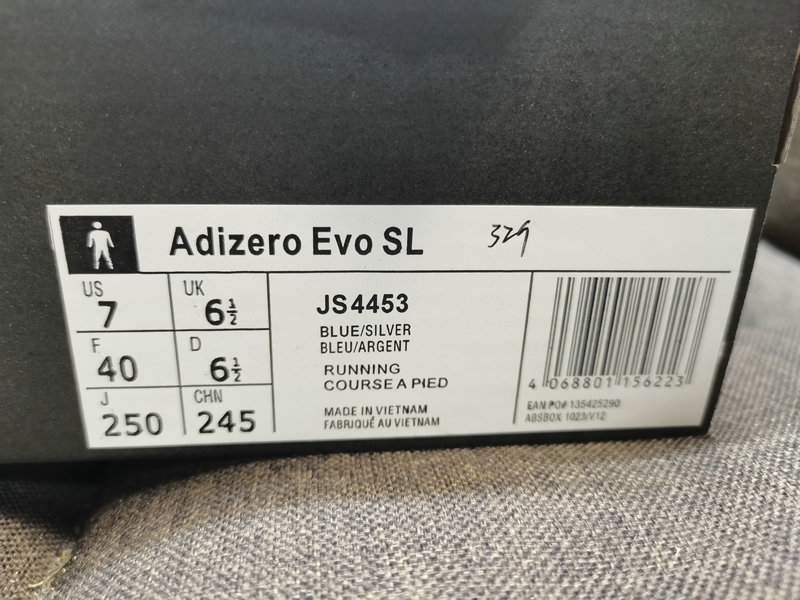 Adizero Evo SL 329
US 7
UK 6½
F 40
D 6½
J 250
CHN 245
JS4453
BLUE/SILVER
BLEU/ARGENT
RUNNING
COURSE A PIED
MADE IN VIETNAM
FABRIQUÉ AU VIETNAM
4 068801 156223
EAN PO# 135425290
ABSBOX 1023/V12